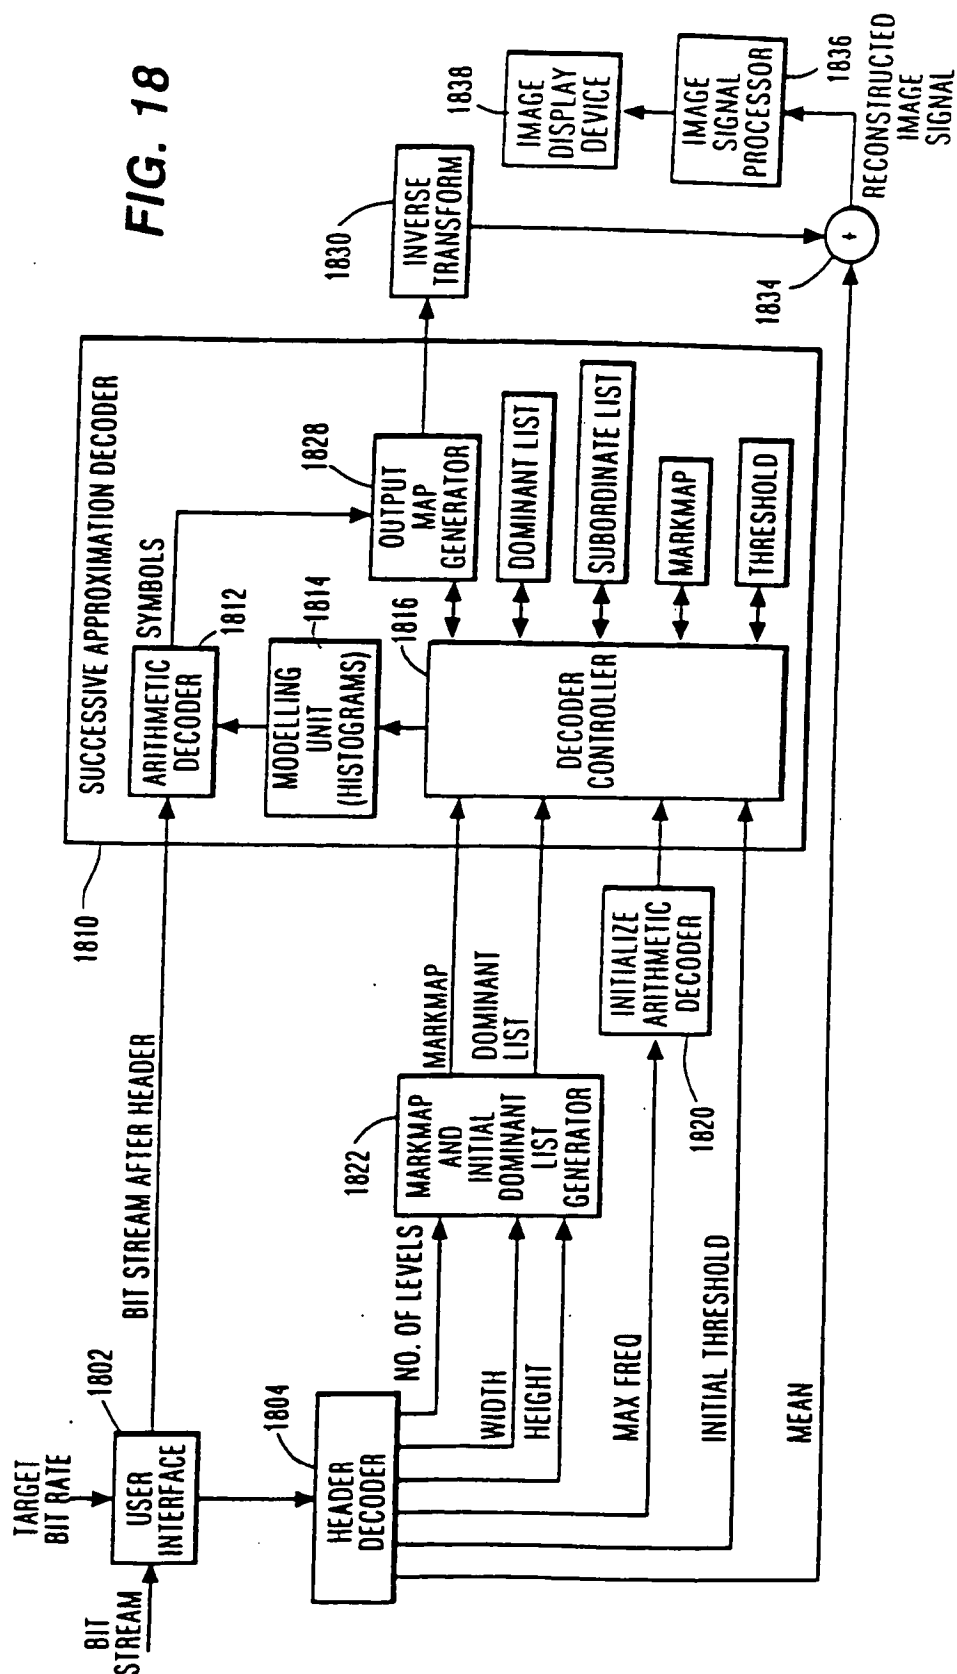 FIG. 18
TARGET
BIT RATE
BIT
STREAM
USER
INTERFACE
1802
BIT STREAM AFTER HEADER
HEADER
DECODER
1804
NO. OF LEVELS
WIDTH
HEIGHT
MAX FREQ
INITIAL THRESHOLD
MEAN
MARKMAP
AND
INITIAL
DOMINANT
LIST
GENERATOR
1822
MARKMAP
DOMINANT
LIST
INITIALIZE
ARITHMETIC
DECODER
1820
1810
SUCCESSIVE APPROXIMATION DECODER
ARITHMETIC
DECODER
SYMBOLS
1812
MODELLING
UNIT
(HISTOGRAMS)
1814
1816
DECODER
CONTROLLER
OUTPUT
MAP
GENERATOR
1828
DOMINANT LIST
SUBORDINATE LIST
MARKMAP
THRESHOLD
1830
INVERSE
TRANSFORM
1834
+
RECONSTRUCTED
IMAGE
SIGNAL
IMAGE
SIGNAL
PROCESSOR
1836
IMAGE
DISPLAY
DEVICE
1838